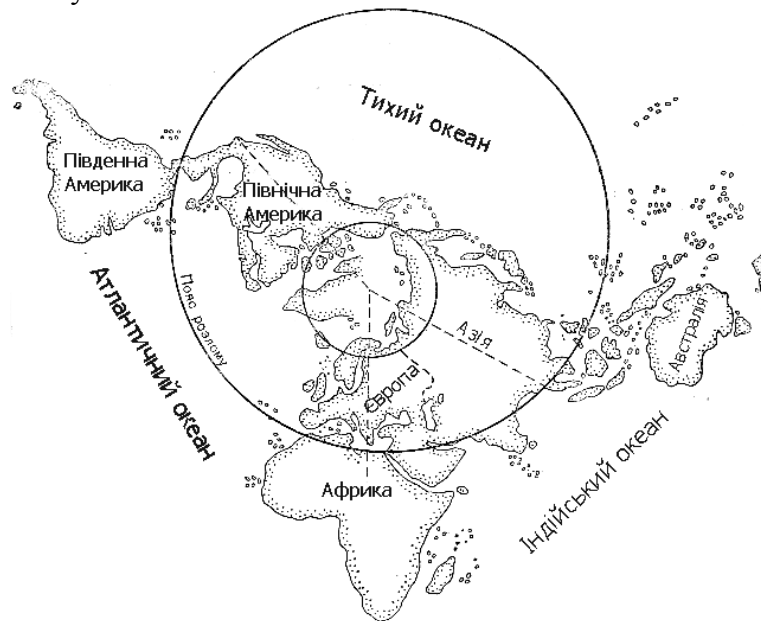 Тихий океан
Південна
Америка
Північна
Америка
Атлантичний океан
Пояс розлому
Азія
Європа
Австралія
Африка
Індійський океан